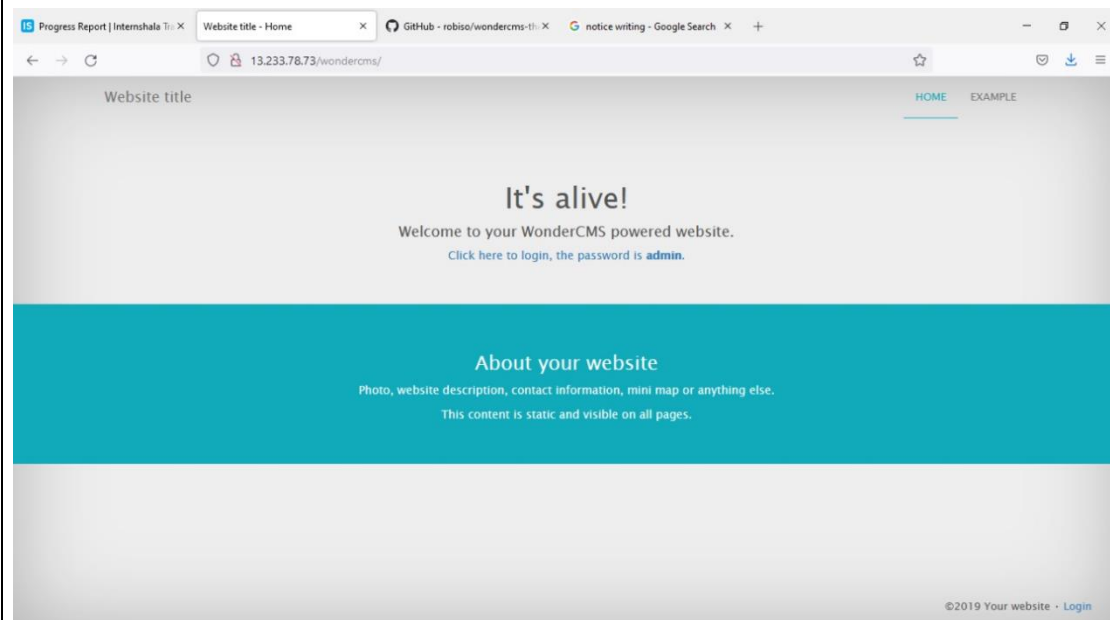 IS Progress Report | Internshala Tra
Website title - Home
GitHub - robiso/wondercms-the
G notice writing - Google Search
13.233.78.73/wondercms/
Website title
HOME
EXAMPLE
It's alive!
Welcome to your WonderCMS powered website.
Click here to login, the password is admin.
About your website
Photo, website description, contact information, mini map or anything else.
This content is static and visible on all pages.
©2019 Your website • Login